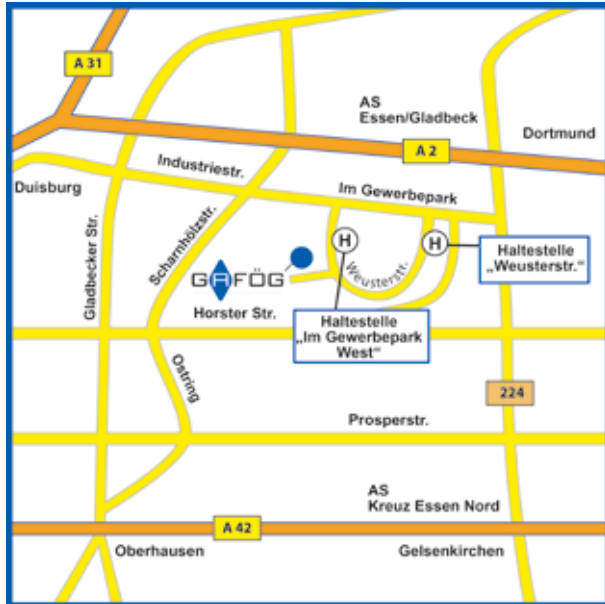 A 31
AS
Essen/Gladbeck
Dortmund
A 2
Industriestr.
Duisburg
Im Gewerbepark
Gladbecker Str.
Scharnhölzstr.
H
H
Weusterstr.
Haltestelle
„Weusterstr.“
GAFÖG
Horster Str.
Haltestelle
„Im Gewerbepark
West“
Ostring
224
Prosperstr.
AS
Kreuz Essen Nord
A 42
Oberhausen
Gelsenkirchen